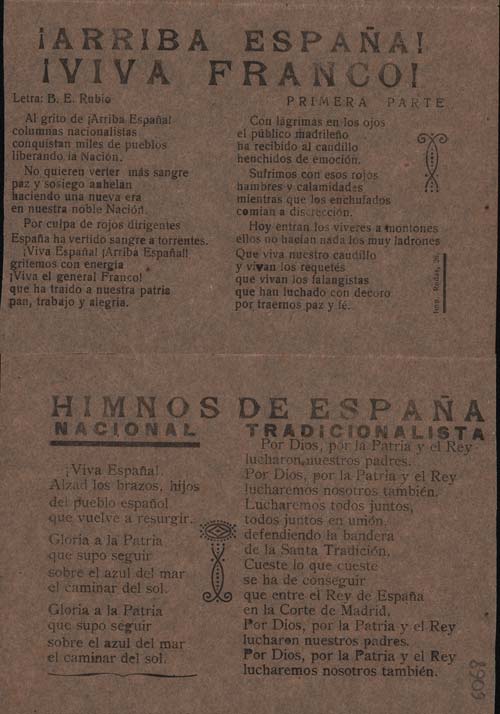 ¡ARRIBA ESPAÑA!
¡VIVA FRANCO!
Letra: B. E. Rubio
PRIMERA PARTE
Al grito de ¡Arriba España!
columnas nacionalistas
conquistan miles de pueblos
liberando la Nación.
No quieren verter más sangre
paz y sosiego anhelan
haciendo una nueva era
en nuestra noble Nación.
Por culpa de rojos dirigentes
España ha vertido sangre a torrentes.
¡Viva España! ¡Arriba España!
gritemos con energia
¡Viva el general Franco!
que ha traido a nuestra patria
pan, trabajo y alegria.
Con lágrimas en los ojos
el público madrileño
ha recibido al caudillo
henchidos de emoción.
Sufrimos con esos rojos
hambres y calamidades
mientras que los enchufados
comian a discrección.
Hoy entran los viveres a montones
ellos no hacian nada los muy ladrones
Que viva nuestro caudillo
y vivan los requetés
que vivan los falangistas
que han luchado con decoro
por traernos paz y fé.
Imp. Rodas, 26.
HIMNOS DE ESPAÑA
NACIONAL
¡Viva España!
Alzad los brazos, hijos
del pueblo español
que vuelve a resurgir.
Gloria a la Patria
que supo seguir
sobre el azul del mar
el caminar del sol.
Gloria a la Patria
que supo seguir
sobre el azul del mar
el caminar del sol.
TRADICIONALISTA
Por Dios, por la Patria y el Rey
lucharon nuestros padres.
Por Dios, por la Patria y el Rey
lucharemos nosotros también.
Lucharemos todos juntos,
todos juntos en unión,
defendiendo la bandera
de la Santa Tradición.
Cueste lo que cueste
se ha de conseguir
que entre el Rey de España
en la Corte de Madrid.
Por Dios, por la Patria y el Rey
lucharon nuestros padres.
Por Dios, por la Patria y el Rey
lucharemos nosotros también.
6068